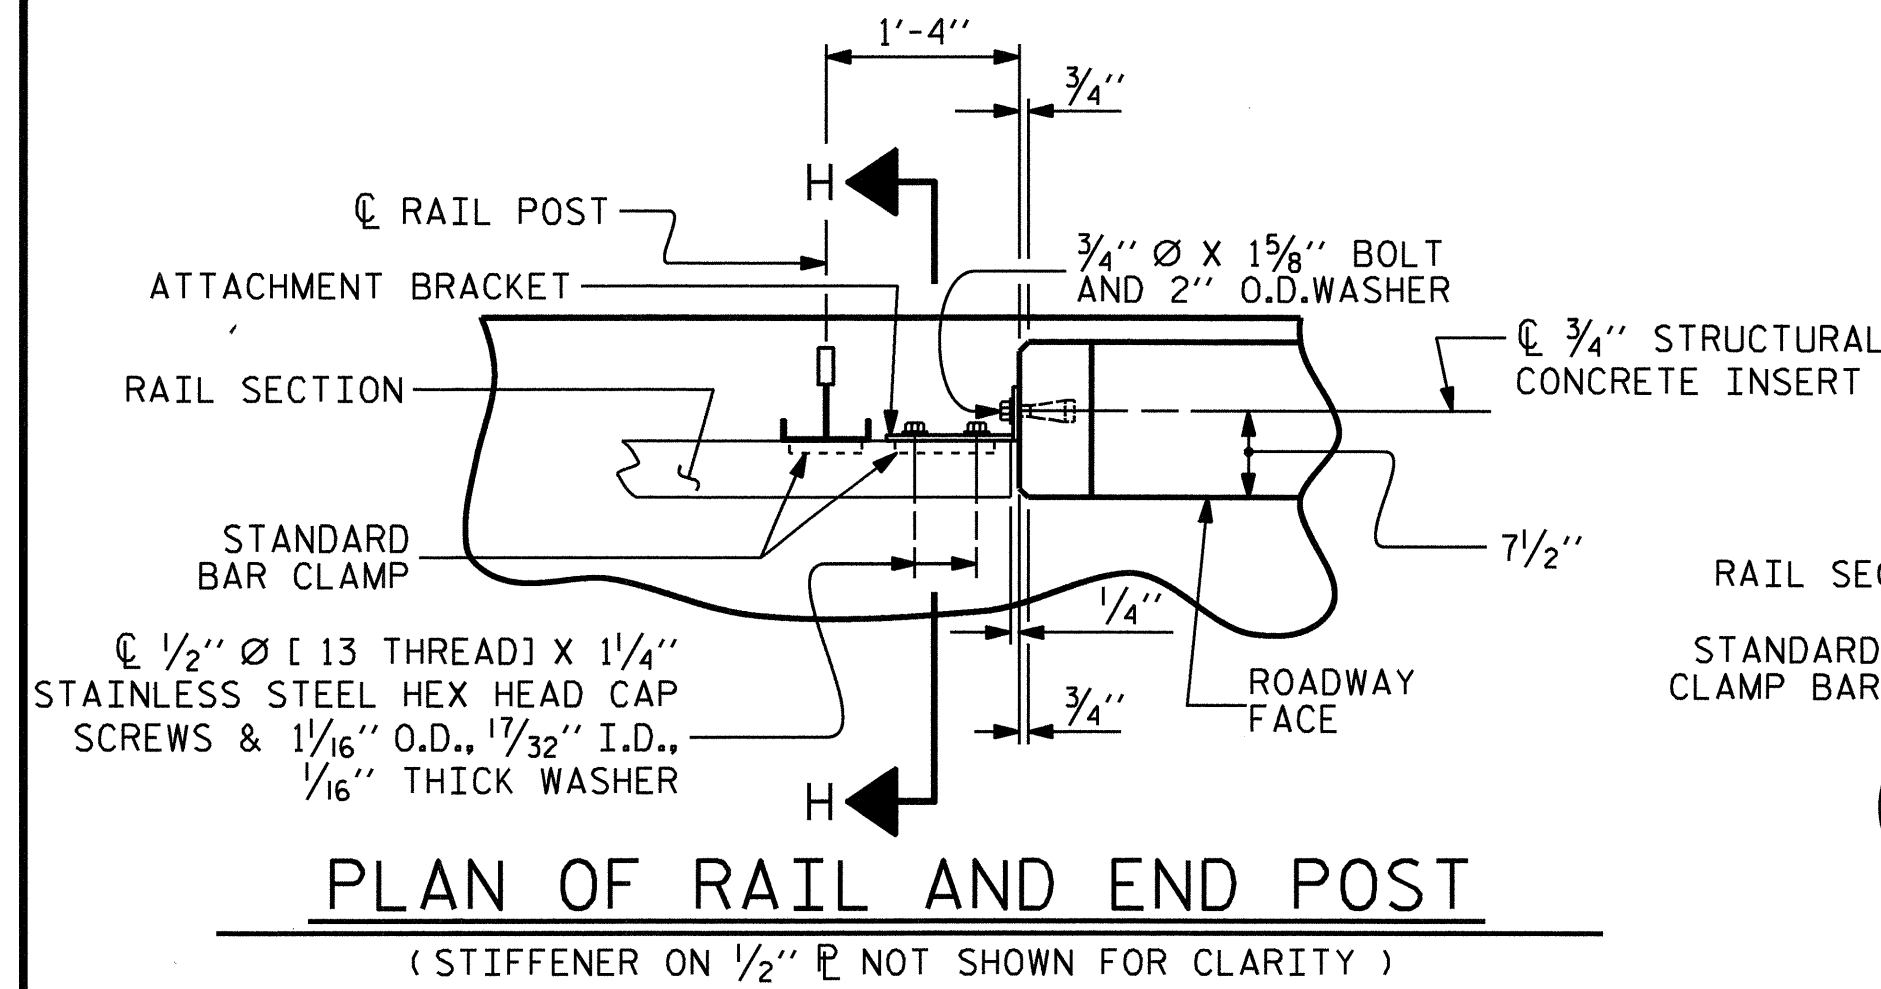 1'-4"
3/4"
H
℄ RAIL POST
3/4" Ø X 1 5/8" BOLT
AND 2" O.D.WASHER
ATTACHMENT BRACKET
℄ 3/4" STRUCTURAL
CONCRETE INSERT
RAIL SECTION
STANDARD
BAR CLAMP
7 1/2"
RAIL SEC
1/4"
℄ 1/2" Ø [ 13 THREAD] X 1 1/4"
STAINLESS STEEL HEX HEAD CAP
SCREWS & 1 1/16" O.D., 17/32" I.D.,
1/16" THICK WASHER
STANDARD
CLAMP BAR
ROADWAY
FACE
3/4"
H
PLAN OF RAIL AND END POST
( STIFFENER ON 1/2" ⅊ NOT SHOWN FOR CLARITY )